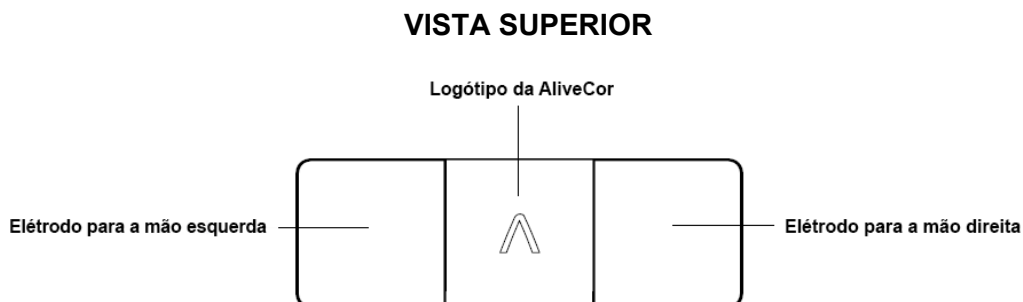 VISTA SUPERIOR
Logótipo da AliveCor
Elétrodo para a mão esquerda
Elétrodo para a mão direita